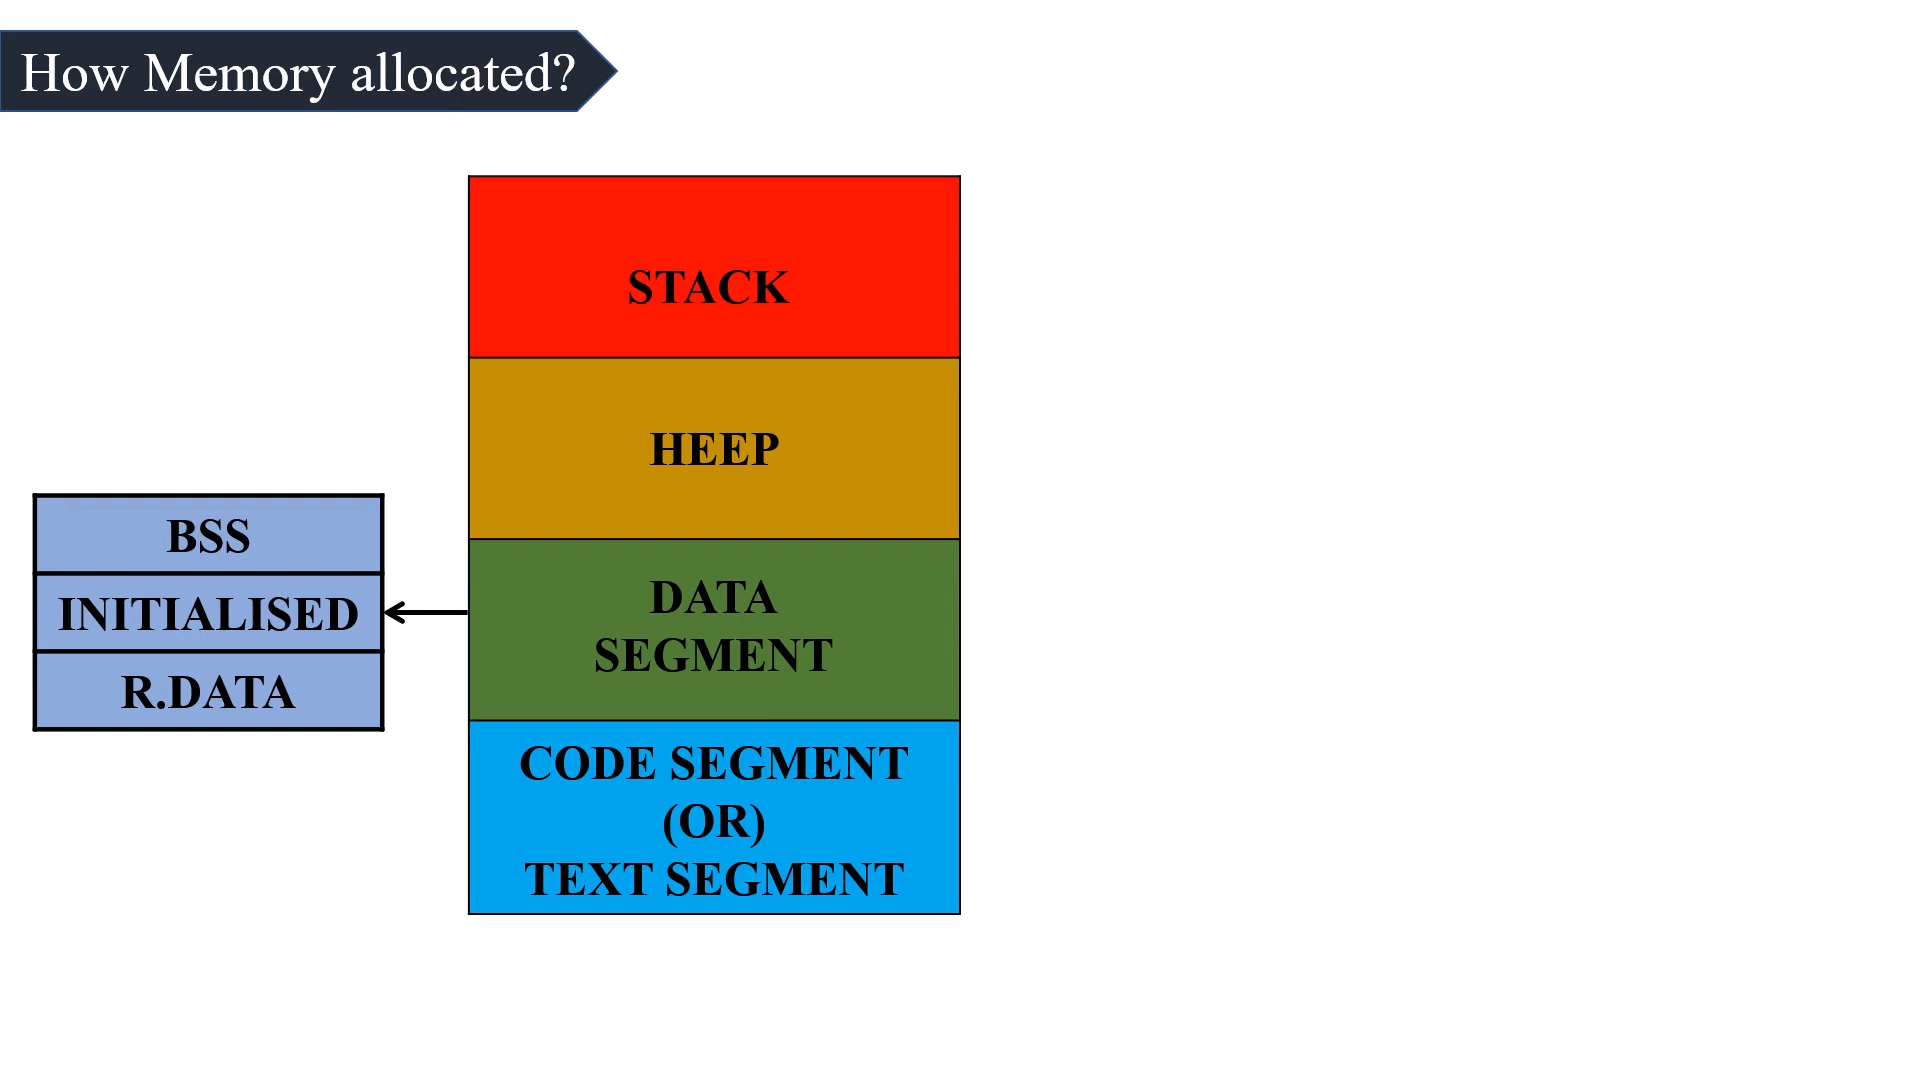 How Memory allocated?
STACK
HEEP
BSS
INITIALISED
R.DATA
DATA
SEGMENT
CODE SEGMENT
(OR)
TEXT SEGMENT